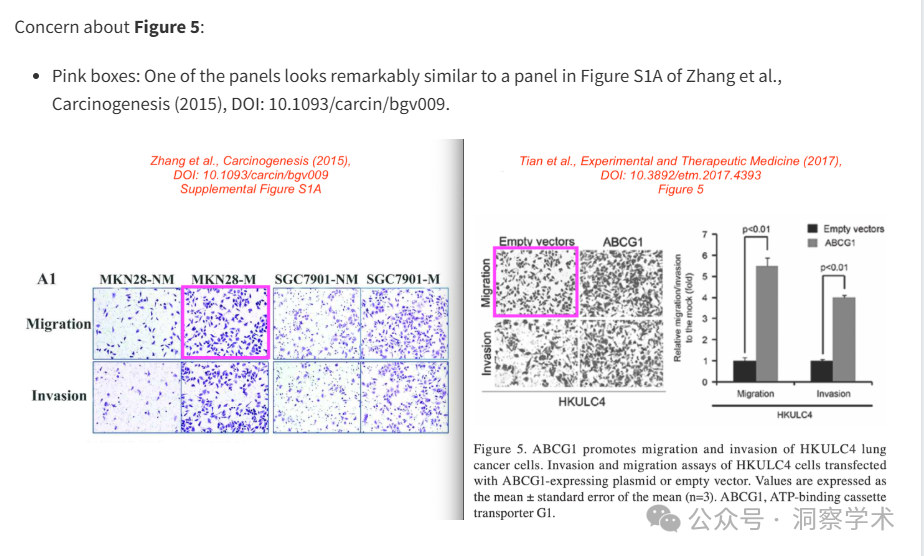 Concern about Figure 5:
• Pink boxes: One of the panels looks remarkably similar to a panel in Figure S1A of Zhang et al.,
Carcinogenesis (2015), DOI: 10.1093/carcin/bgv009.
Zhang et al., Carcinogenesis (2015),
DOI: 10.1093/carcin/bgv009
Supplemental Figure S1A
A1
MKN28-NM MKN28-M SGC7901-NM SGC7901-M
Migration
Invasion
Tian et al., Experimental and Therapeutic Medicine (2017),
DOI: 10.3892/etm.2017.4393
Figure 5
Empty vectors ABCG1
Migration
Invasion
HKULC4
Relative migration/invasion
to the mock (fold)
7
6
5
4
3
2
1
0
p<0.01
p<0.01
Empty vectors
ABCG1
Migration Invasion
HKULC4
Figure 5. ABCG1 promotes migration and invasion of HKULC4 lung
cancer cells. Invasion and migration assays of HKULC4 cells transfected
with ABCG1-expressing plasmid or empty vector. Values are expressed as
the mean ± standard error of the mean (n=3). ABCG1, ATP-binding cassette
transporter G1.
公众号 · 洞察学术